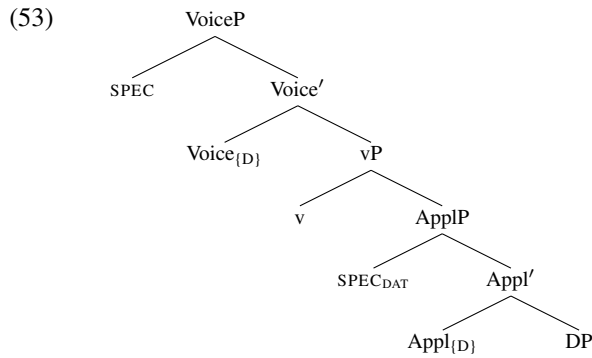 (53) VoiceP
SPEC Voice′
Voice{D} vP
v ApplP
SPECDAT Appl′
Appl{D} DP